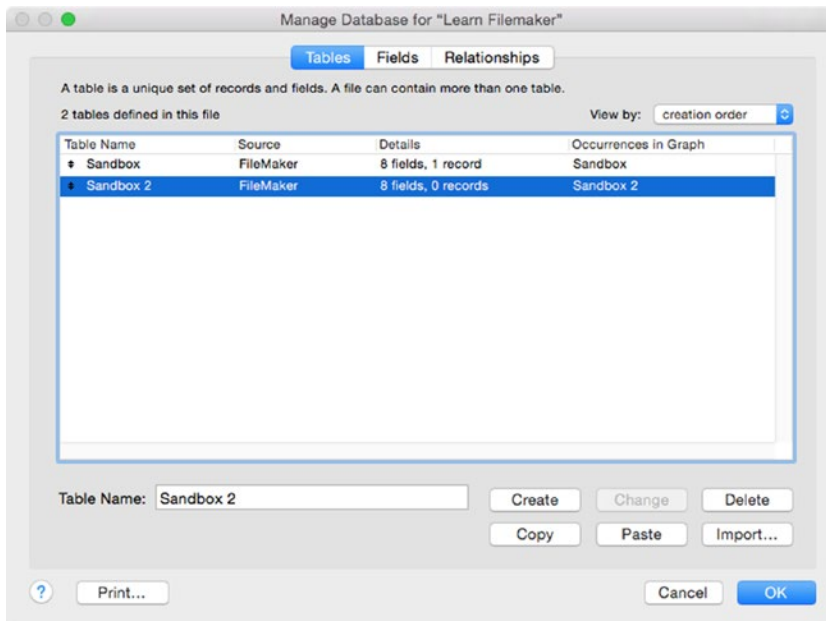 Manage Database for “Learn Filemaker”
Tables Fields Relationships
A table is a unique set of records and fields. A file can contain more than one table.
2 tables defined in this file View by: creation order
Table Name Source Details Occurrences in Graph
Sandbox FileMaker 8 fields, 1 record Sandbox
Sandbox 2 FileMaker 8 fields, 0 records Sandbox 2
Table Name: Sandbox 2 Create Change Delete
Copy Paste Import...
? Print... Cancel OK